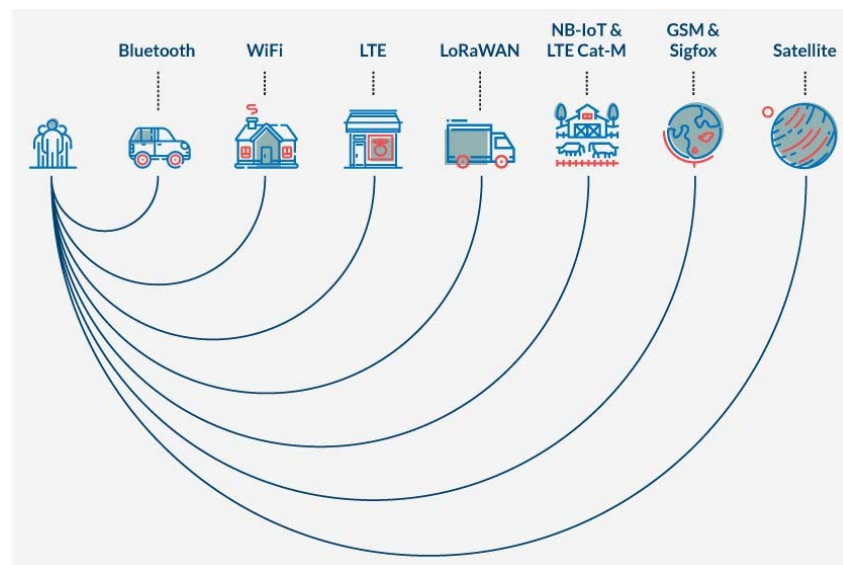 Bluetooth
WiFi
LTE
LoRaWAN
NB-IoT &
LTE Cat-M
GSM &
Sigfox
Satellite